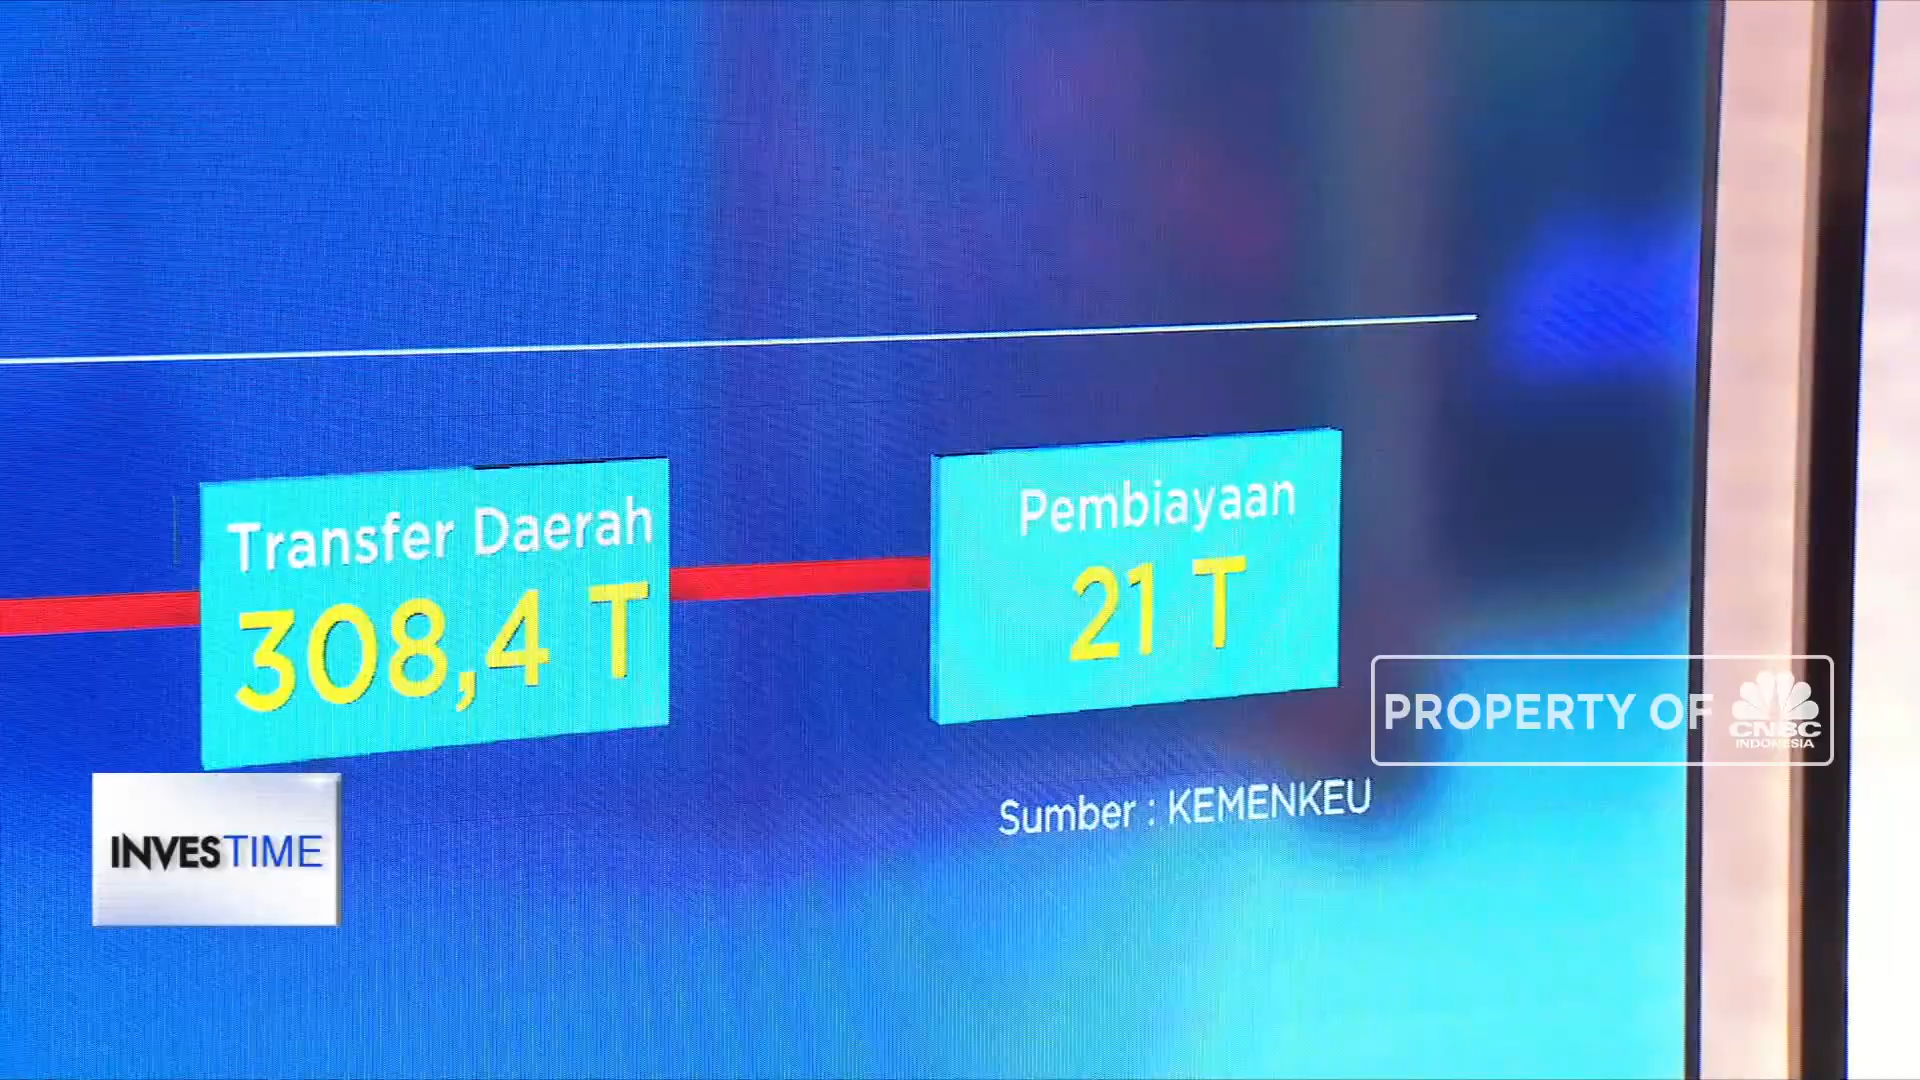 Transfer Daerah
308,4 T
Pembiayaan
21 T
PROPERTY OF CNBC INDONESIA
Sumber : KEMENKEU
INVESTIME